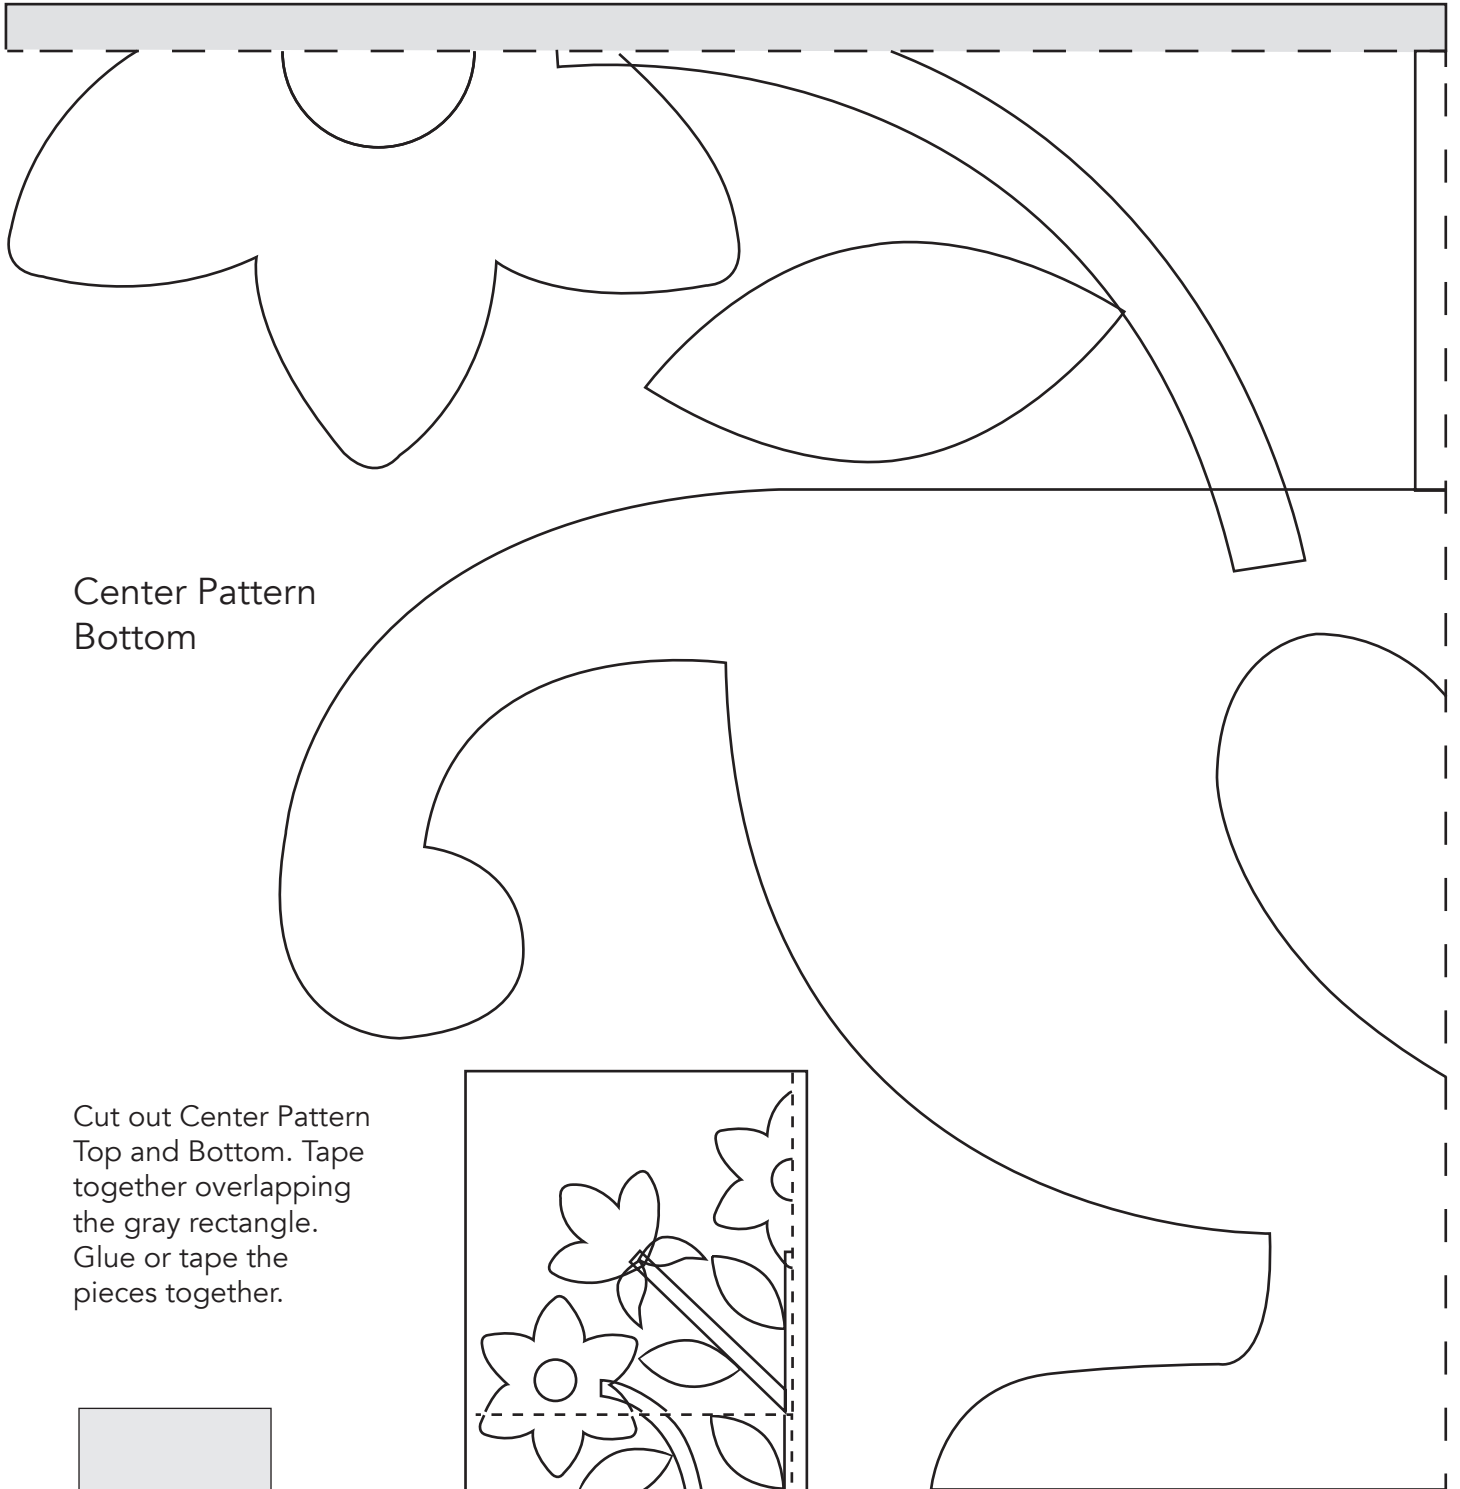 Center Pattern
Bottom
Cut out Center Pattern
Top and Bottom. Tape
together overlapping
the gray rectangle.
Glue or tape the
pieces together.